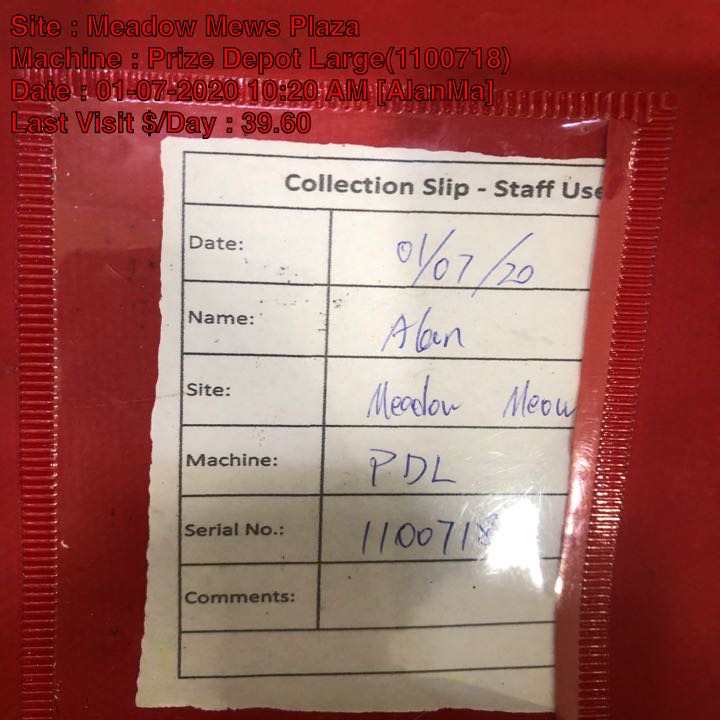 Site : Meadow Mews Plaza
Machine : Prize Depot Large(1100718)
Date : 01-07-2020 10:20 AM [AlanMa]
Last Visit $/Day : 39.60
Collection Slip - Staff Use
Date: 01/07/20
Name: Alan
Site: Meadow Meow
Machine: PDL
Serial No.: 1100718
Comments: